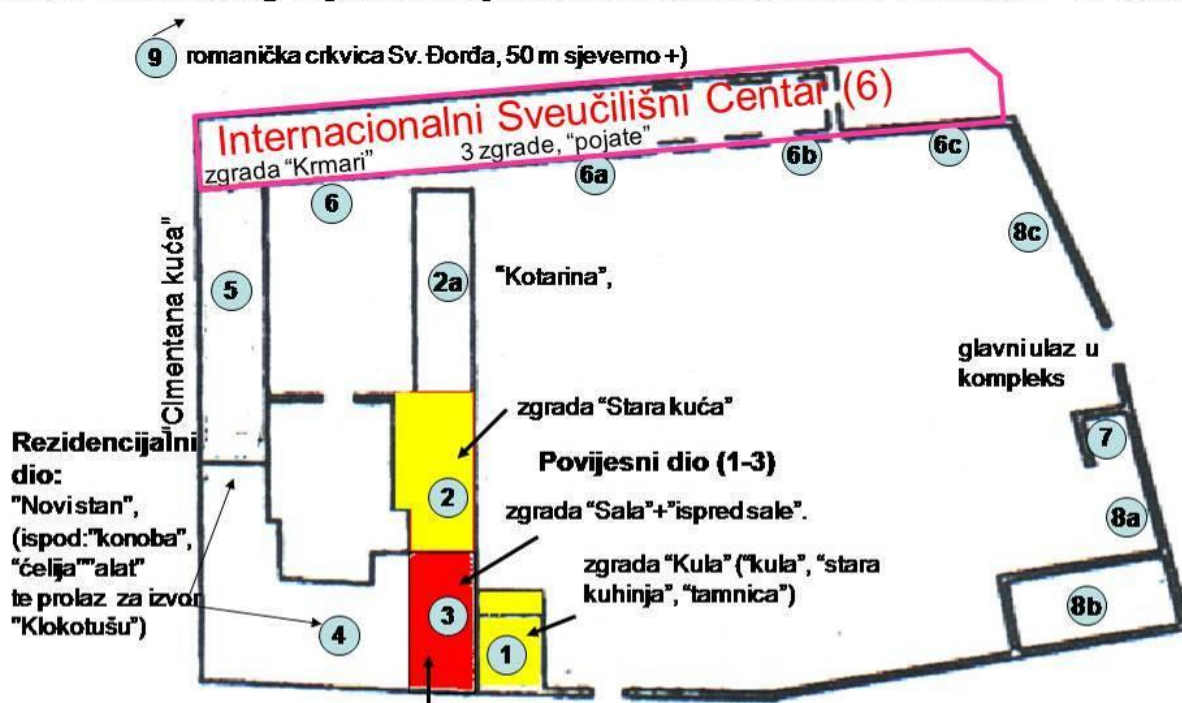 9 romanička crkvica Sv. Đorđa, 50 m sjeverno +)
Internacionalni Sveučilišni Centar (6)
zgrada “Krmari” 3 zgrade, “pojate”
6
6a
6b
6c
"CImentana kuća"
5
2a
“Kotarina”,
8c
glavni ulaz u
kompleks
7
8a
8b
zgrada “Stara kuća”
2
Povijesni dio (1-3)
zgrada “Sala”+”ispred sale”.
3
zgrada “Kula” (“kula”, “stara
kuhinja”, “tamnica”)
1
Rezidencijalni
dio:
”Novi stan”,
(ispod:”konoba”,
“ćelija””alat”
te prolaz za izvor
”Klokotušu”)
4